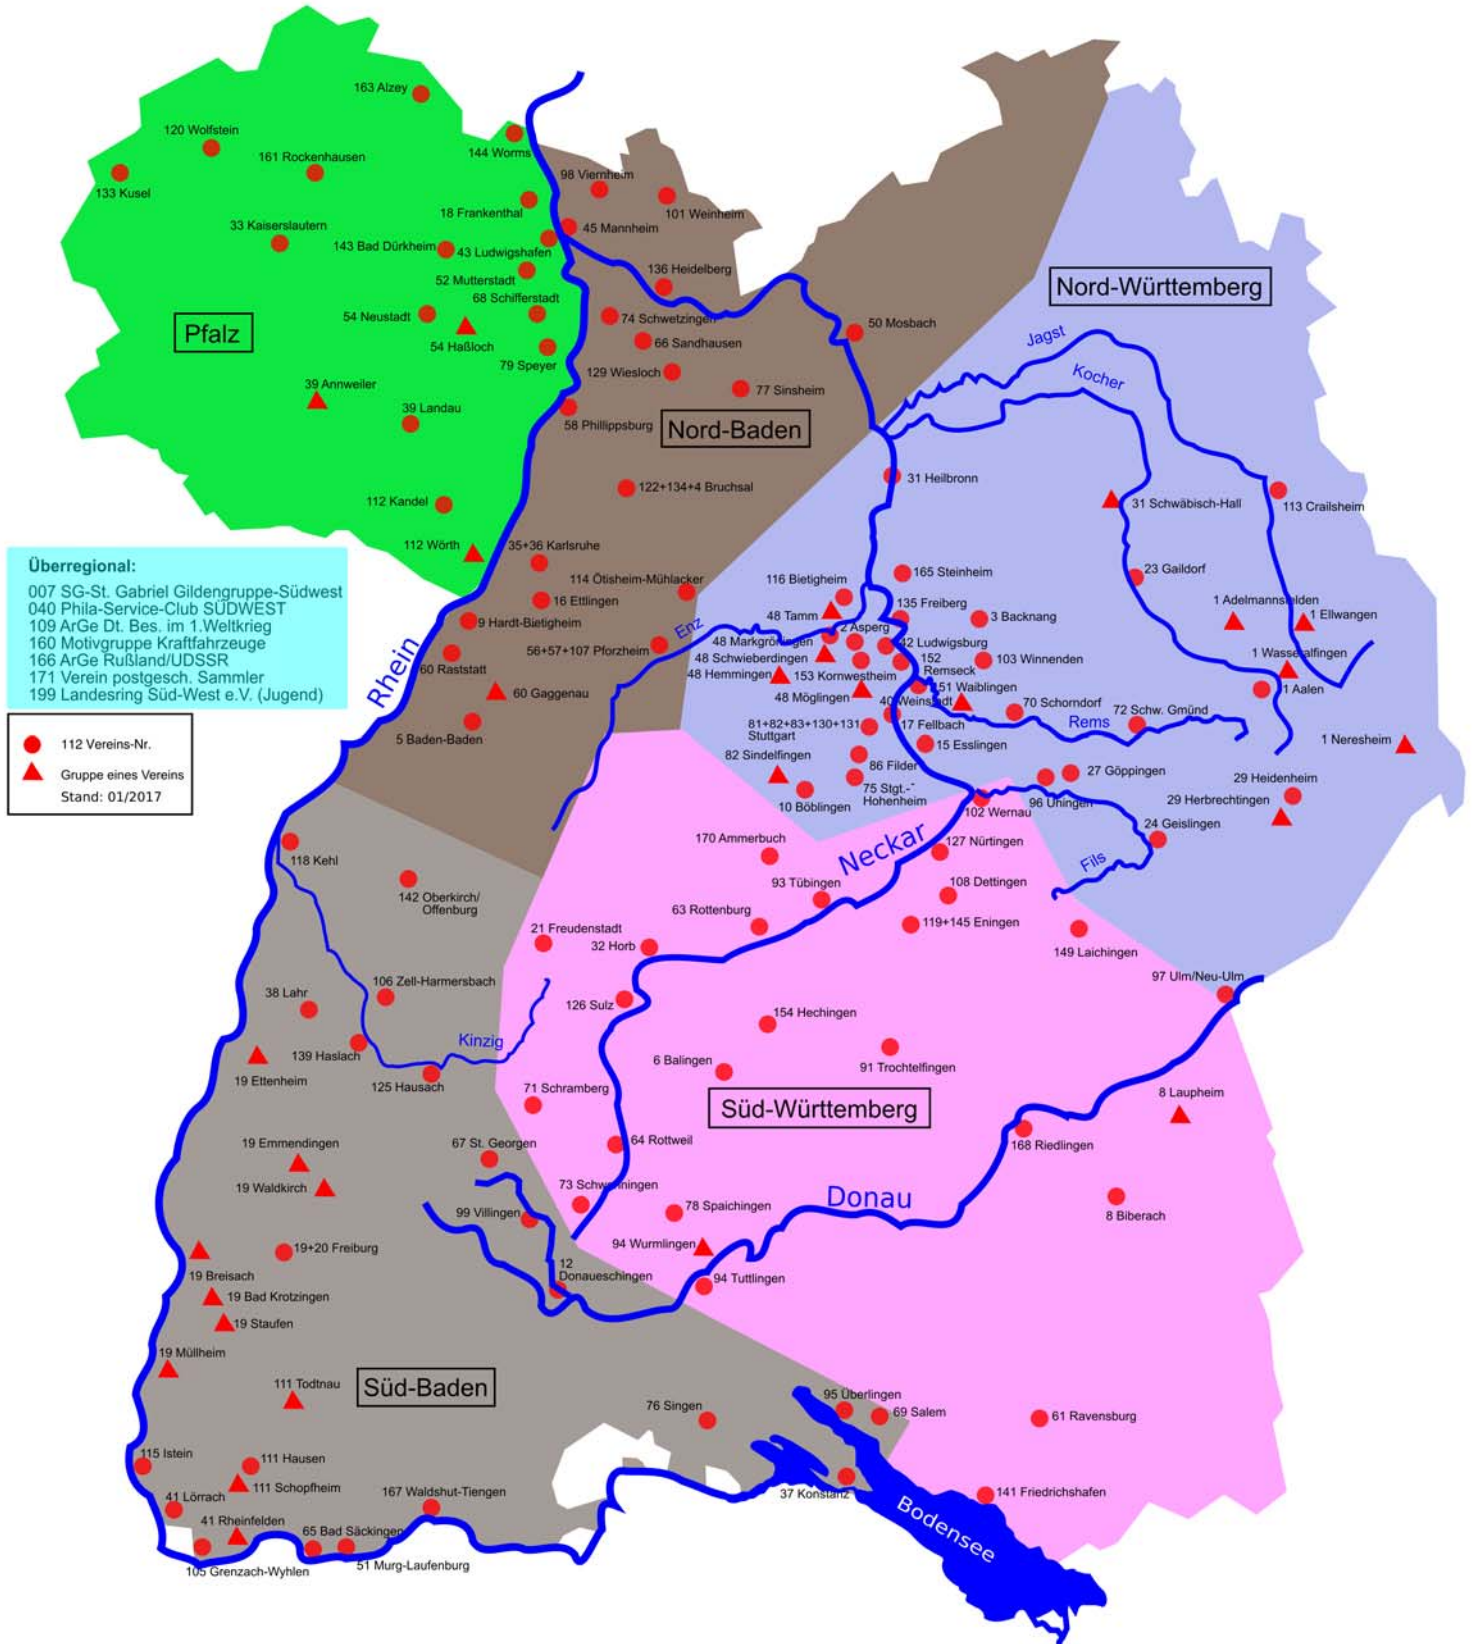 163 Alzey
120 Wolfstein
144 Worms
161 Rockenhausen
98 Viernheim
133 Kusel
18 Frankenthal
101 Weinheim
33 Kaiserslautern
45 Mannheim
143 Bad Dürkheim
43 Ludwigshafen
136 Heidelberg
52 Mutterstadt
Nord-Württemberg
68 Schifferstadt
54 Neustadt
74 Schwetzingen
50 Mosbach
Pfalz
Jagst
54 Haßloch
66 Sandhausen
79 Speyer
129 Wiesloch
Kocher
39 Annweiler
77 Sinsheim
39 Landau
58 Phillippsburg
Nord-Baden
31 Heilbronn
122+134+4 Bruchsal
112 Kandel
31 Schwäbisch-Hall
113 Crailsheim
112 Wörth
35+36 Karlsruhe
Überregional:
007 SG-St. Gabriel Gildengruppe-Südwest
040 Phila-Service-Club SÜDWEST
109 ArGe Dt. Bes. im 1.Weltkrieg
160 Motivgruppe Kraftfahrzeuge
166 ArGe Rußland/UDSSR
171 Verein postgesch. Sammler
199 Landesring Süd-West e.V. (Jugend)
114 Ötisheim-Mühlacker
116 Bietigheim
165 Steinheim
23 Gaildorf
16 Ettlingen
135 Freiberg
1 Adelmannsfelden
48 Tamm
3 Backnang
1 Ellwangen
9 Hardt-Bietigheim
Enz
2 Asperg
48 Markgröningen
42 Ludwigsburg
56+57+107 Pforzheim
48 Schwieberdingen
152
Remseck
103 Winnenden
1 Wasseralfingen
60 Raststatt
48 Hemmingen
153 Kornwestheim
Rhein
60 Gaggenau
48 Möglingen
151 Waiblingen
1 Aalen
40 Weinstadt
70 Schorndorf
72 Schw. Gmünd
5 Baden-Baden
81+82+83+130+131
Stuttgart
17 Fellbach
Rems
112 Vereins-Nr.
Gruppe eines Vereins
Stand: 01/2017
15 Esslingen
1 Neresheim
82 Sindelfingen
86 Filder
27 Göppingen
29 Heidenheim
75 Stgt.-
Hohenheim
10 Böblingen
96 Uhingen
29 Herbrechtingen
102 Wernau
24 Geislingen
118 Kehl
170 Ammerbuch
Neckar
127 Nürtingen
Fils
142 Oberkirch/
Offenburg
93 Tübingen
108 Dettingen
63 Rottenburg
21 Freudenstadt
119+145 Eningen
32 Horb
149 Laichingen
97 Ulm/Neu-Ulm
106 Zell-Harmersbach
38 Lahr
126 Sulz
154 Hechingen
Kinzig
139 Haslach
6 Balingen
91 Trochtelfingen
19 Ettenheim
125 Hausach
71 Schramberg
8 Laupheim
Süd-Württemberg
168 Riedlingen
19 Emmendingen
67 St. Georgen
64 Rottweil
19 Waldkirch
73 Schwenningen
Donau
78 Spaichingen
99 Villingen
8 Biberach
19+20 Freiburg
94 Wurmlingen
19 Breisach
12
Donaueschingen
94 Tuttlingen
19 Bad Krotzingen
19 Staufen
19 Müllheim
111 Todtnau
Süd-Baden
95 Überlingen
76 Singen
69 Salem
61 Ravensburg
115 Istein
111 Hausen
111 Schopfheim
41 Lörrach
167 Waldshut-Tiengen
37 Konstanz
141 Friedrichshafen
41 Rheinfelden
65 Bad Säckingen
Bodensee
105 Grenzach-Wyhlen
51 Murg-Laufenburg